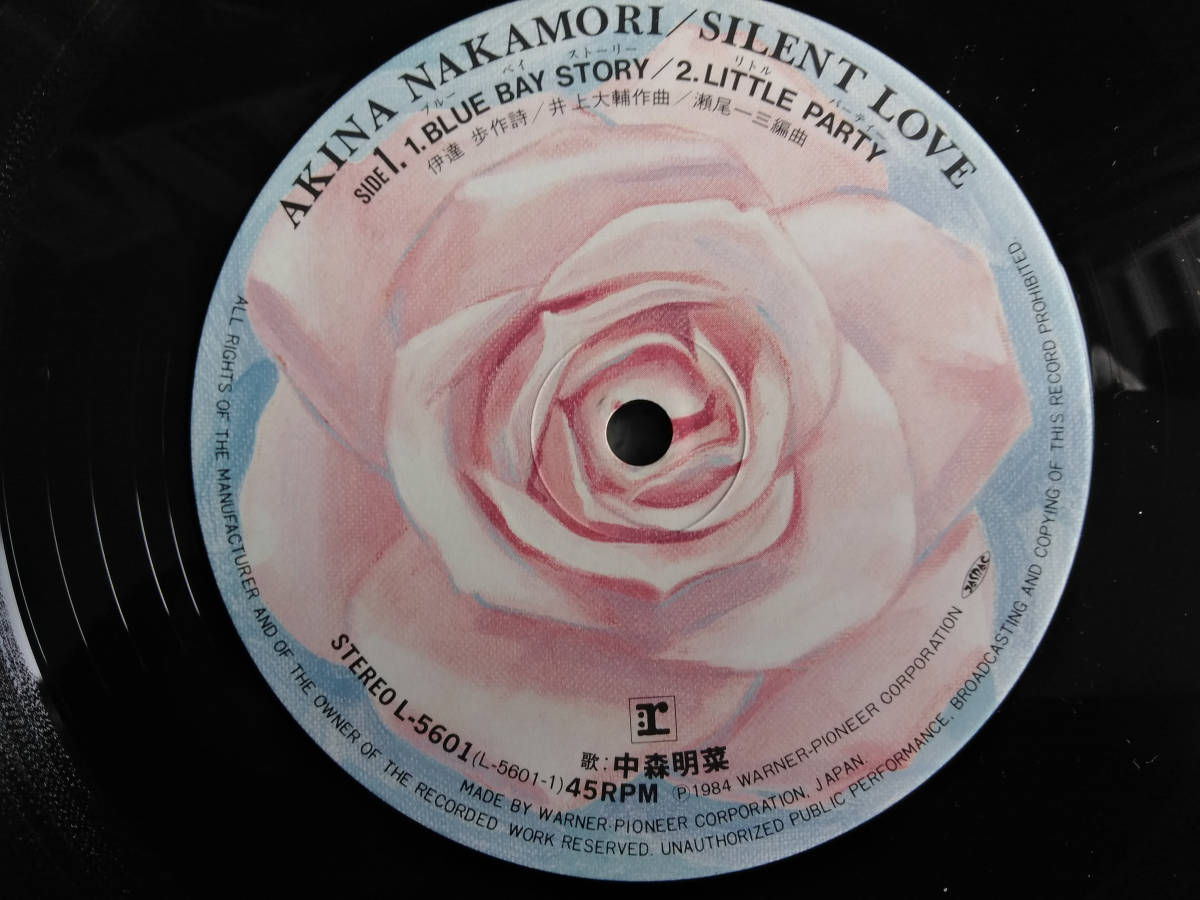 AKINA NAKAMORI/SILENT LOVE
ブルー ベイ ストーリー リトル パーティー
SIDE 1. 1.BLUE BAY STORY/2.LITTLE PARTY
伊達 歩作詩/井上大輔作曲/瀬尾一三編曲
r
歌:中森明菜
STEREO L-5601(L-5601-1)45RPM Ⓟ1984 WARNER-PIONEER CORPORATION JASRAC
MADE BY WARNER-PIONEER CORPORATION, JAPAN.
ALL RIGHTS OF THE MANUFACTURER AND OF THE OWNER OF THE RECORDED WORK RESERVED. UNAUTHORIZED PUBLIC PERFORMANCE, BROADCASTING AND COPYING OF THIS RECORD PROHIBITED.